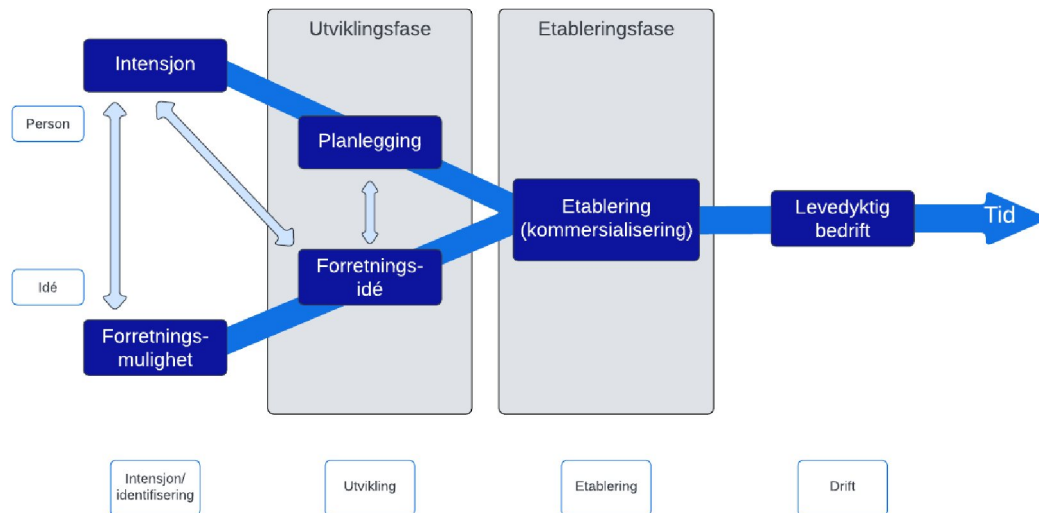 Utviklingsfase
Etableringsfase
Intensjon
Person
Planlegging
Etablering
(kommersialisering)
Levedyktig
bedrift
Tid
Idé
Forretnings-
idé
Forretnings-
mulighet
Intensjon/
identifisering
Utvikling
Etablering
Drift